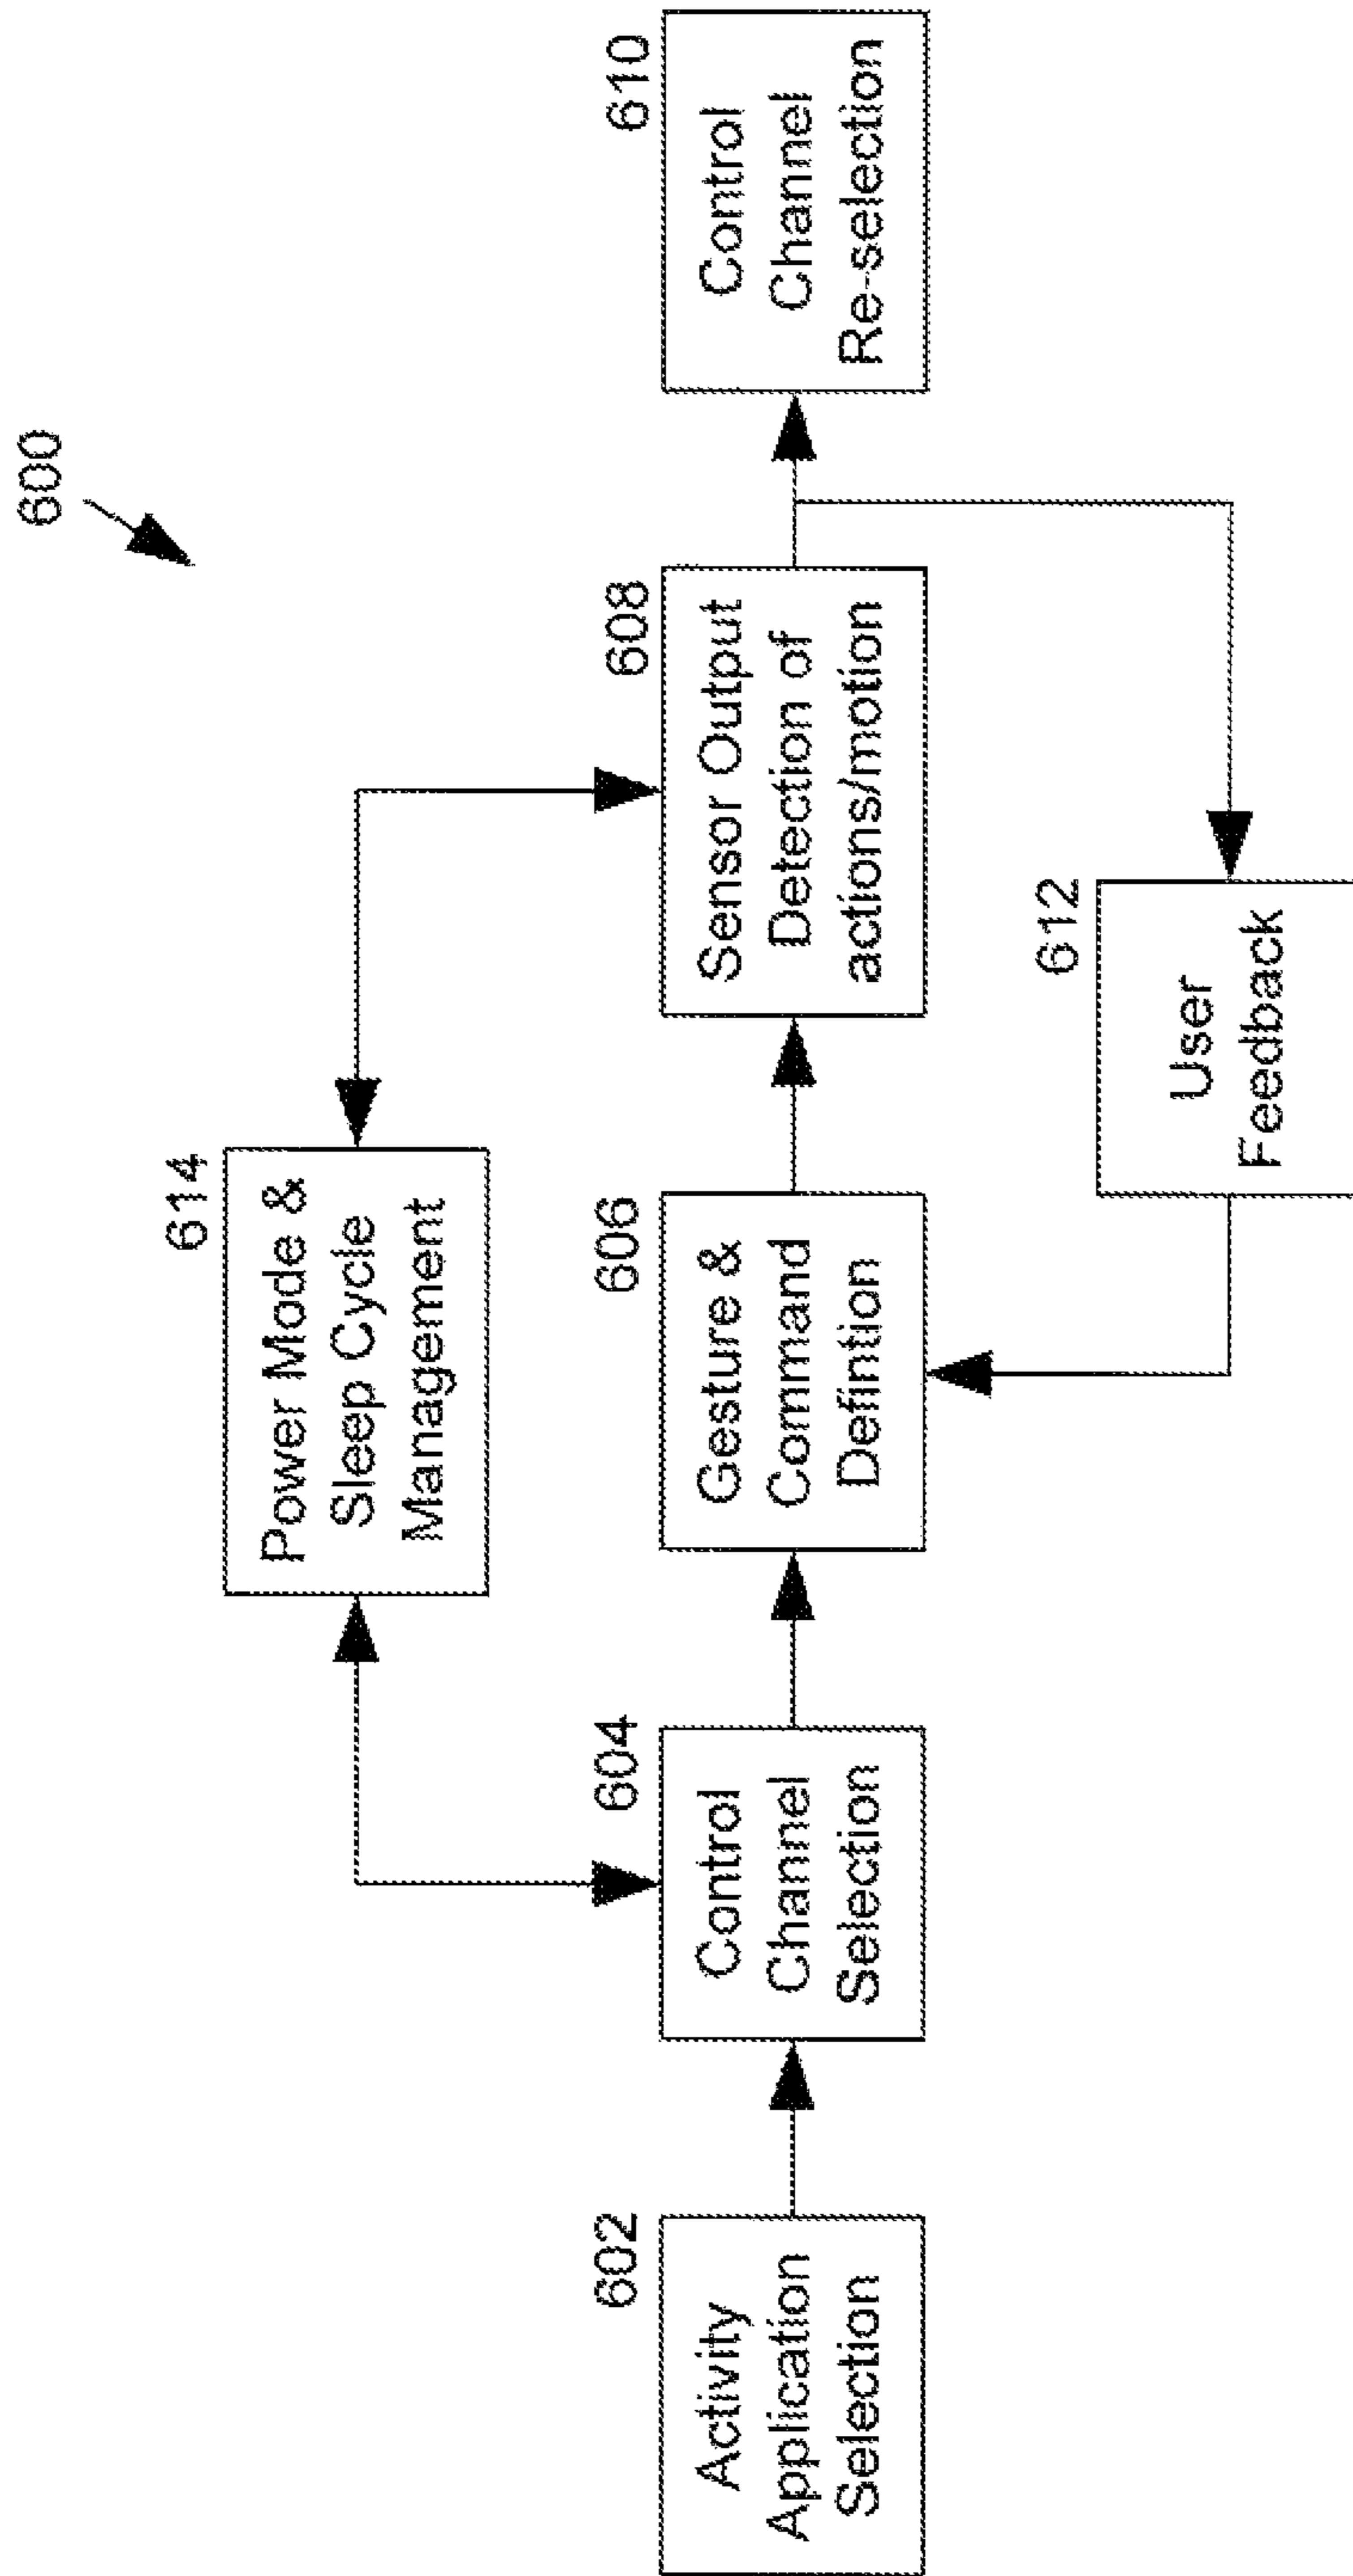 600
614
Power Mode &
Sleep Cycle
Management
602
Activity
Application
Selection
604
Control
Channel
Selection
606
Gesture &
Command
Defintion
608
Sensor Output
Detection of
actions/motion
610
Control
Channel
Re-selection
612
User
Feedback